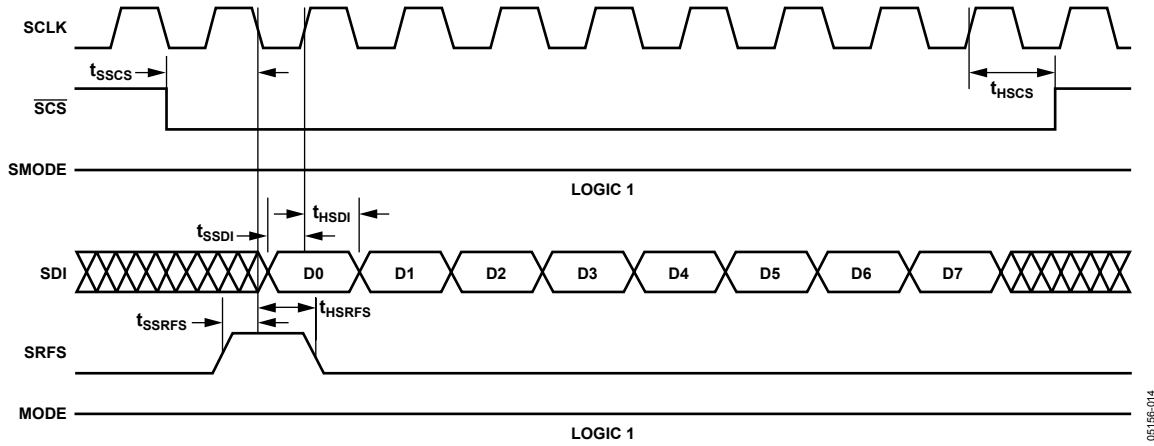 SCLK
tSSCS
tHSCS
SCS
SMODE
LOGIC 1
tHSDI
tSSDI
SDI
D0 D1 D2 D3 D4 D5 D6 D7
tHSRFS
tSSRFS
SRFS
MODE
LOGIC 1
05156-014